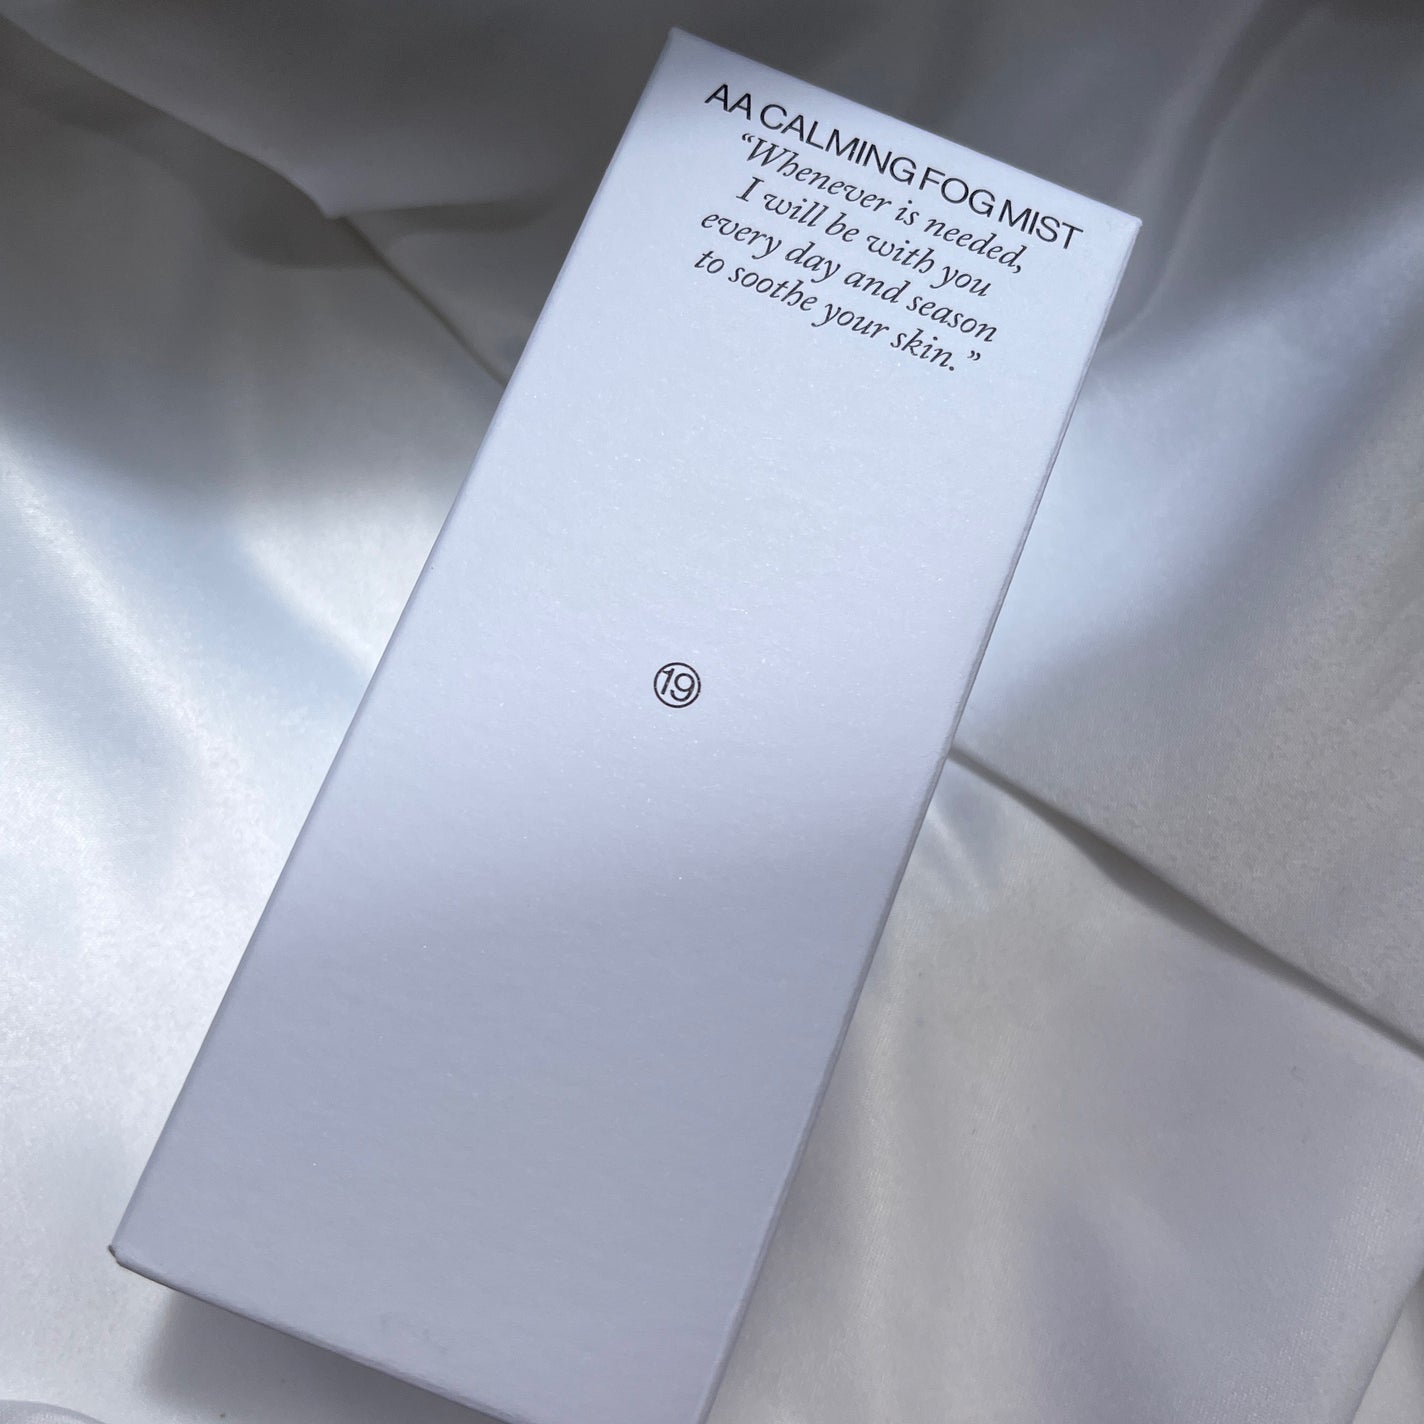 AA CALMING FOG MIST
“Whenever is needed,
I will be with you
every day and season
to soothe your skin.”
19